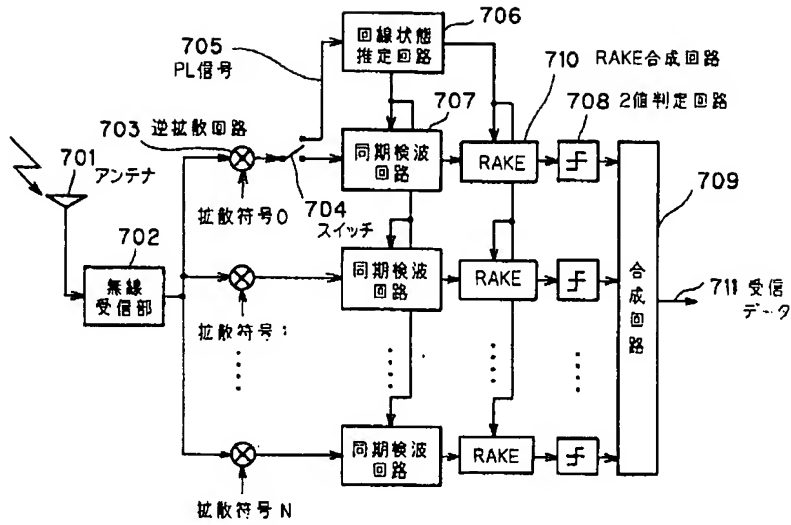 706
705
PL信号
回線状態
推定回路
710 RAKE合成回路
707
708 2値判定回路
703 逆拡散回路
701
アンテナ
同期検波
回路
RAKE
709
拡散符号0
704
スイッチ
702
無線
受信部
同期検波
回路
RAKE
合成回路
711 受信
データ
拡散符号1
同期検波
回路
RAKE
拡散符号N